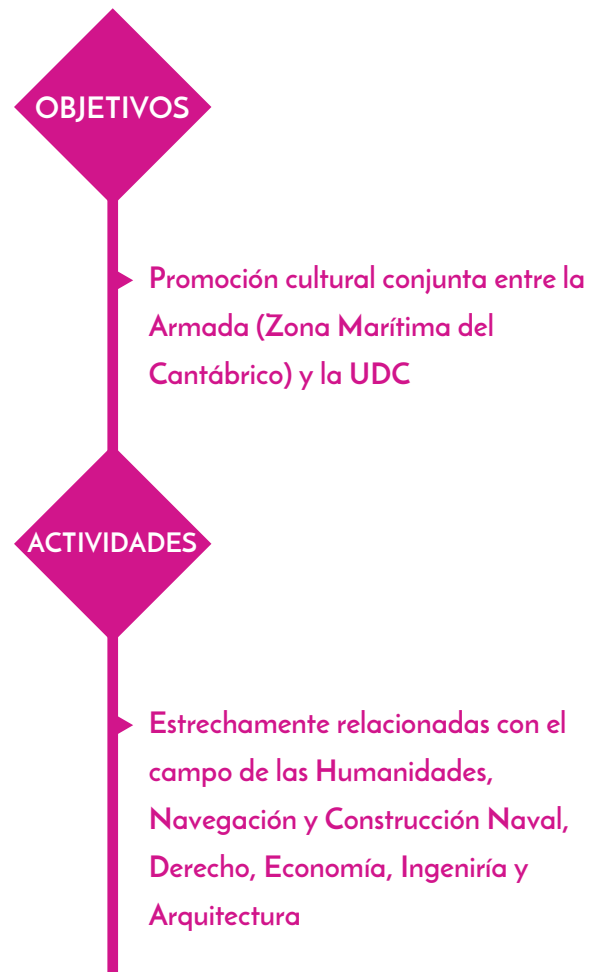 OBJETIVOS
Promoción cultural conjunta entre la
Armada (Zona Marítima del
Cantábrico) y la UDC
ACTIVIDADES
Estrechamente relacionadas con el
campo de las Humanidades,
Navegación y Construcción Naval,
Derecho, Economía, Ingeniría y
Arquitectura